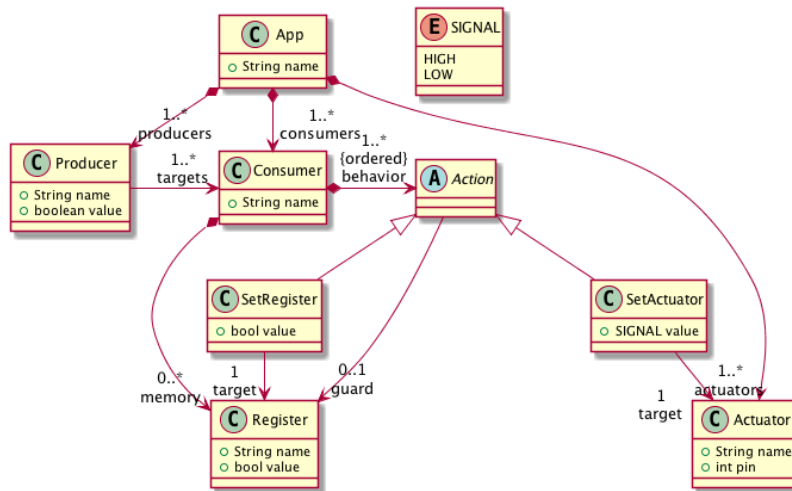 C App
String name
E SIGNAL
HIGH
LOW
1..*
producers
1..*
consumers
1..*
{ordered}
behavior
C Producer
String name
boolean value
1..*
targets
C Consumer
String name
A Action
C SetRegister
bool value
C SetActuator
SIGNAL value
0..*
memory
1
target
0..1
guard
1
target
1..*
actuators
C Register
String name
bool value
C Actuator
String name
int pin